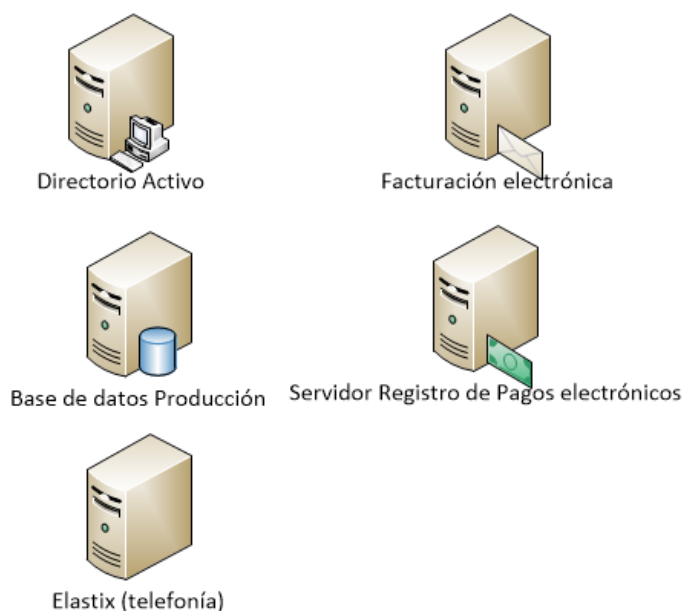 Directorio Activo
Facturación electrónica
Base de datos Producción
Servidor Registro de Pagos electrónicos
Elastix (telefonía)